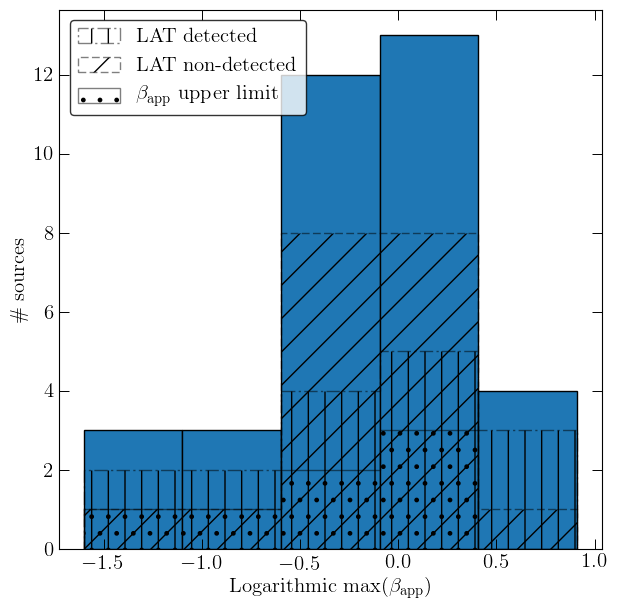 LAT detected
LAT non-detected
β_app upper limit
# sources
12
10
8
6
4
2
0
−1.5 −1.0 −0.5 0.0 0.5 1.0
Logarithmic max(β_app)